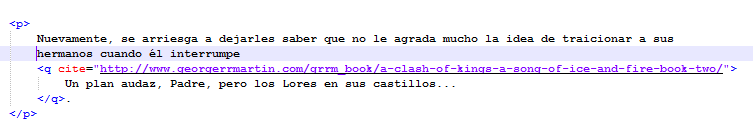 <p>
Nuevamente, se arriesga a dejarles saber que no le agrada mucho la idea de traicionar a sus
hermanos cuando él interrumpe
<q cite="http://www.georgerrmartin.com/grrm_book/a-clash-of-kings-a-song-of-ice-and-fire-book-two/">
Un plan audaz, Padre, pero los Lores en sus castillos...
</q>.
</p>